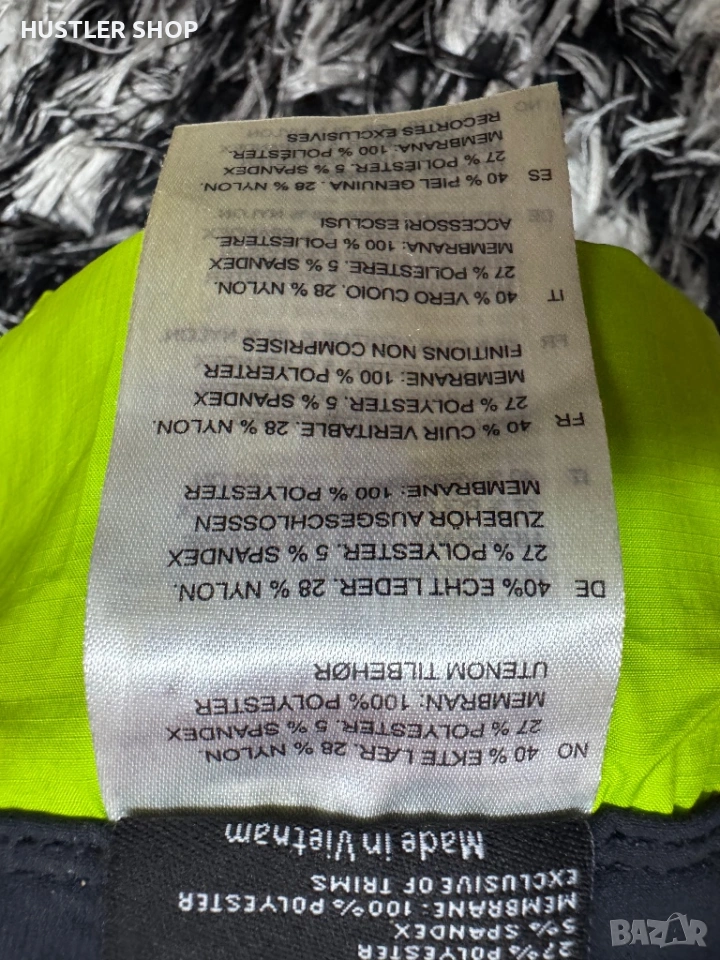 HUSTLER SHOP
27% POLYESTER
5% SPANDEX
MEMBRANE: 100% POLYESTER
EXCLUSIVE OF TRIMS
Made in Vietnam
NO 40 % EKTE LÆR. 28 % NYLON.
27 % POLYESTER. 5 % SPANDEX
MEMBRAN: 100% POLYESTER
UTENOM TILBEHØR
DE 40% ECHT LEDER. 28 % NYLON.
27 % POLYESTER. 5 % SPANDEX
ZUBEHÖR AUSGESCHLOSSEN
MEMBRANE: 100 % POLYESTER
FR 40 % CUIR VERITABLE. 28 % NYLON.
27 % POLYESTER. 5 % SPANDEX
MEMBRANE: 100 % POLYERTER
FINITIONS NON COMPRISES
IT 40 % VERO CUOIO. 28 % NYLON.
27 % POLIESTERE. 5 % SPANDEX
MEMBRANA: 100 % POLIESTERE.
ACCESSORI ESCLUSI
ES 40 % PIEL GENUINA. 28 % NYLON.
27 % POLIESTER. 5 % SPANDEX
MEMBRANA: 100 % POLIÉSTER.
RECORTES EXCLUSIVES
BAZAR